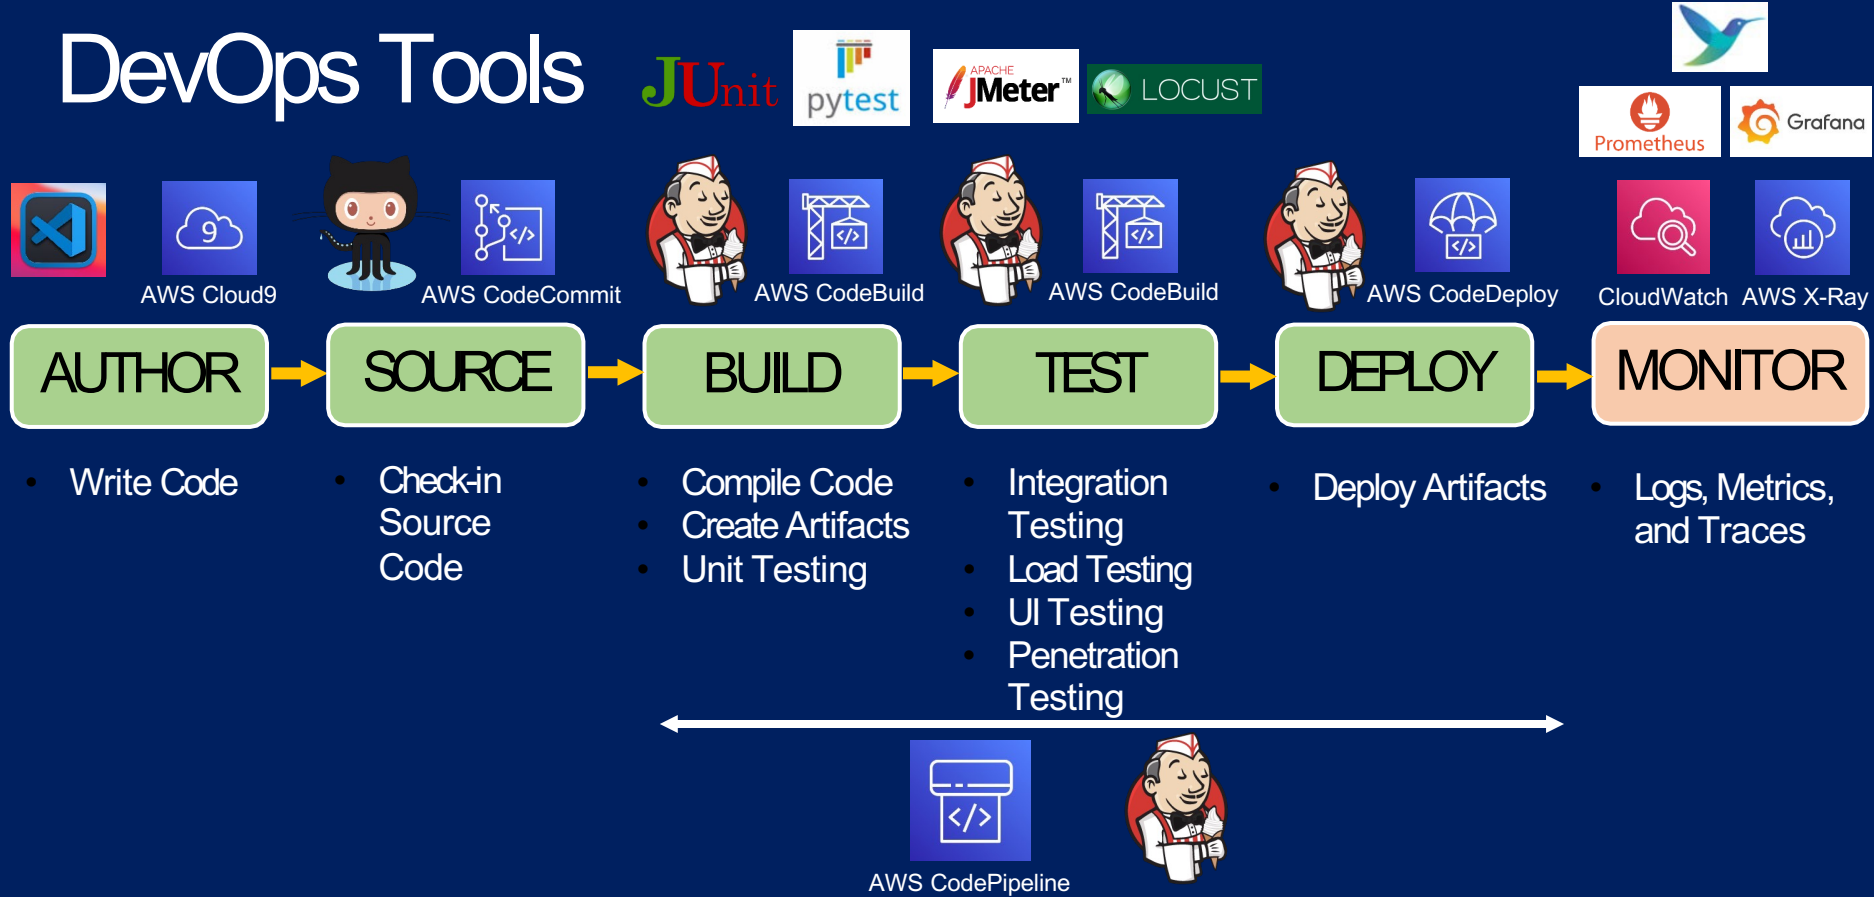 DevOps Tools
JUnit
pytest
APACHE
JMeter™
LOCUST
Prometheus
Grafana
9
</>
</>
</>
</>
AWS Cloud9
AWS CodeCommit
AWS CodeBuild
AWS CodeBuild
AWS CodeDeploy
CloudWatch
AWS X-Ray
AUTHOR
SOURCE
BUILD
TEST
DEPLOY
MONITOR
• Write Code
• Check-in
Source
Code
• Compile Code
• Create Artifacts
• Unit Testing
• Integration
Testing
• Load Testing
• UI Testing
• Penetration
Testing
• Deploy Artifacts
• Logs, Metrics,
and Traces
</>
AWS CodePipeline